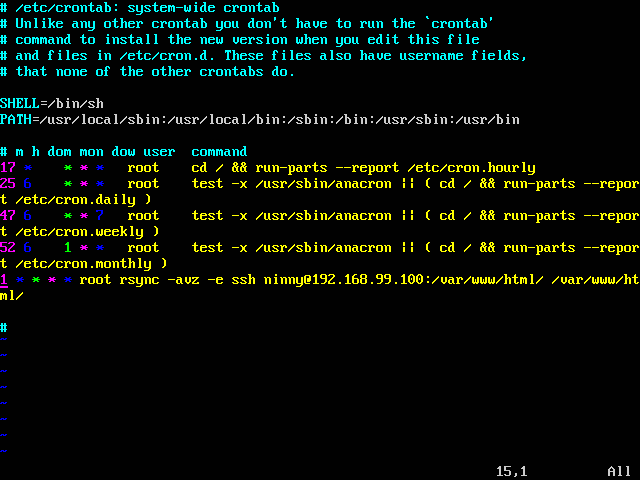 # /etc/crontab: system-wide crontab
# Unlike any other crontab you don't have to run the `crontab'
# command to install the new version when you edit this file
# and files in /etc/cron.d. These files also have username fields,
# that none of the other crontabs do.
SHELL=/bin/sh
PATH=/usr/local/sbin:/usr/local/bin:/sbin:/bin:/usr/sbin:/usr/bin
# m h dom mon dow user  command
17 *    * * *   root    cd / && run-parts --report /etc/cron.hourly
25 6    * * *   root    test -x /usr/sbin/anacron || ( cd / && run-parts --repor
t /etc/cron.daily )
47 6    * * 7   root    test -x /usr/sbin/anacron || ( cd / && run-parts --repor
t /etc/cron.weekly )
52 6    1 * *   root    test -x /usr/sbin/anacron || ( cd / && run-parts --repor
t /etc/cron.monthly )
1 * * * * root rsync -avz -e ssh ninny@192.168.99.100:/var/www/html/ /var/www/ht
ml/
#
~
~
~
~
~
~
~
~
15,1          All